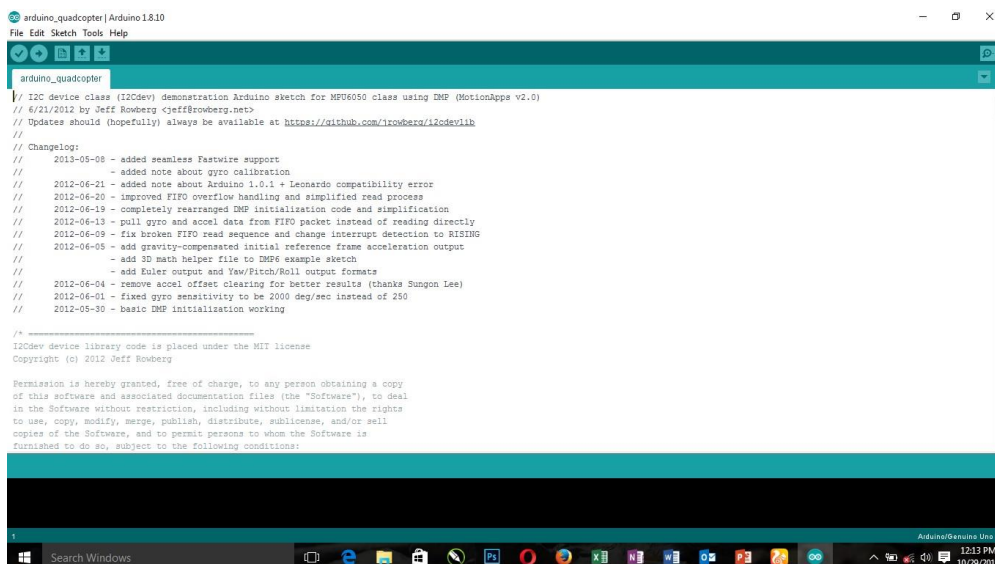 arduino_quadcopter | Arduino 1.8.10
File Edit Sketch Tools Help
arduino_quadcopter
// I2C device class (I2Cdev) demonstration Arduino sketch for MPU6050 class using DMP (MotionApps v2.0)
// 6/21/2012 by Jeff Rowberg <jeff@rowberg.net>
// Updates should (hopefully) always be available at https://github.com/jrowberg/i2cdevlib
//
// Changelog:
// 2013-05-08 - added seamless Fastwire support
// - added note about gyro calibration
// 2012-06-21 - added note about Arduino 1.0.1 + Leonardo compatibility error
// 2012-06-20 - improved FIFO overflow handling and simplified read process
// 2012-06-19 - completely rearranged DMP initialization code and simplification
// 2012-06-13 - pull gyro and accel data from FIFO packet instead of reading directly
// 2012-06-09 - fix broken FIFO read sequence and change interrupt detection to RISING
// 2012-06-05 - add gravity-compensated initial reference frame acceleration output
// - add 3D math helper file to DMP6 example sketch
// - add Euler output and Yaw/Pitch/Roll output formats
// 2012-06-04 - remove accel offset clearing for better results (thanks Sungon Lee)
// 2012-06-01 - fixed gyro sensitivity to be 2000 deg/sec instead of 250
// 2012-05-30 - basic DMP initialization working
/* ============================================
I2Cdev device library code is placed under the MIT license
Copyright (c) 2012 Jeff Rowberg
Permission is hereby granted, free of charge, to any person obtaining a copy
of this software and associated documentation files (the "Software"), to deal
in the Software without restriction, including without limitation the rights
to use, copy, modify, merge, publish, distribute, sublicense, and/or sell
copies of the Software, and to permit persons to whom the Software is
furnished to do so, subject to the following conditions:
1
Arduino/Genuino Uno
Search Windows
Ps
12:13 PM
10/29/201